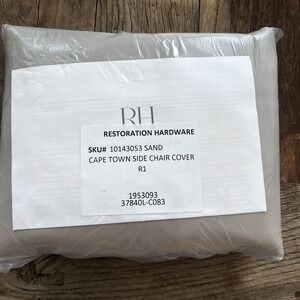 RH
RESTORATION HARDWARE
SKU# 10143053 SAND
CAPE TOWN SIDE CHAIR COVER
R1
1953093
37840L-C083